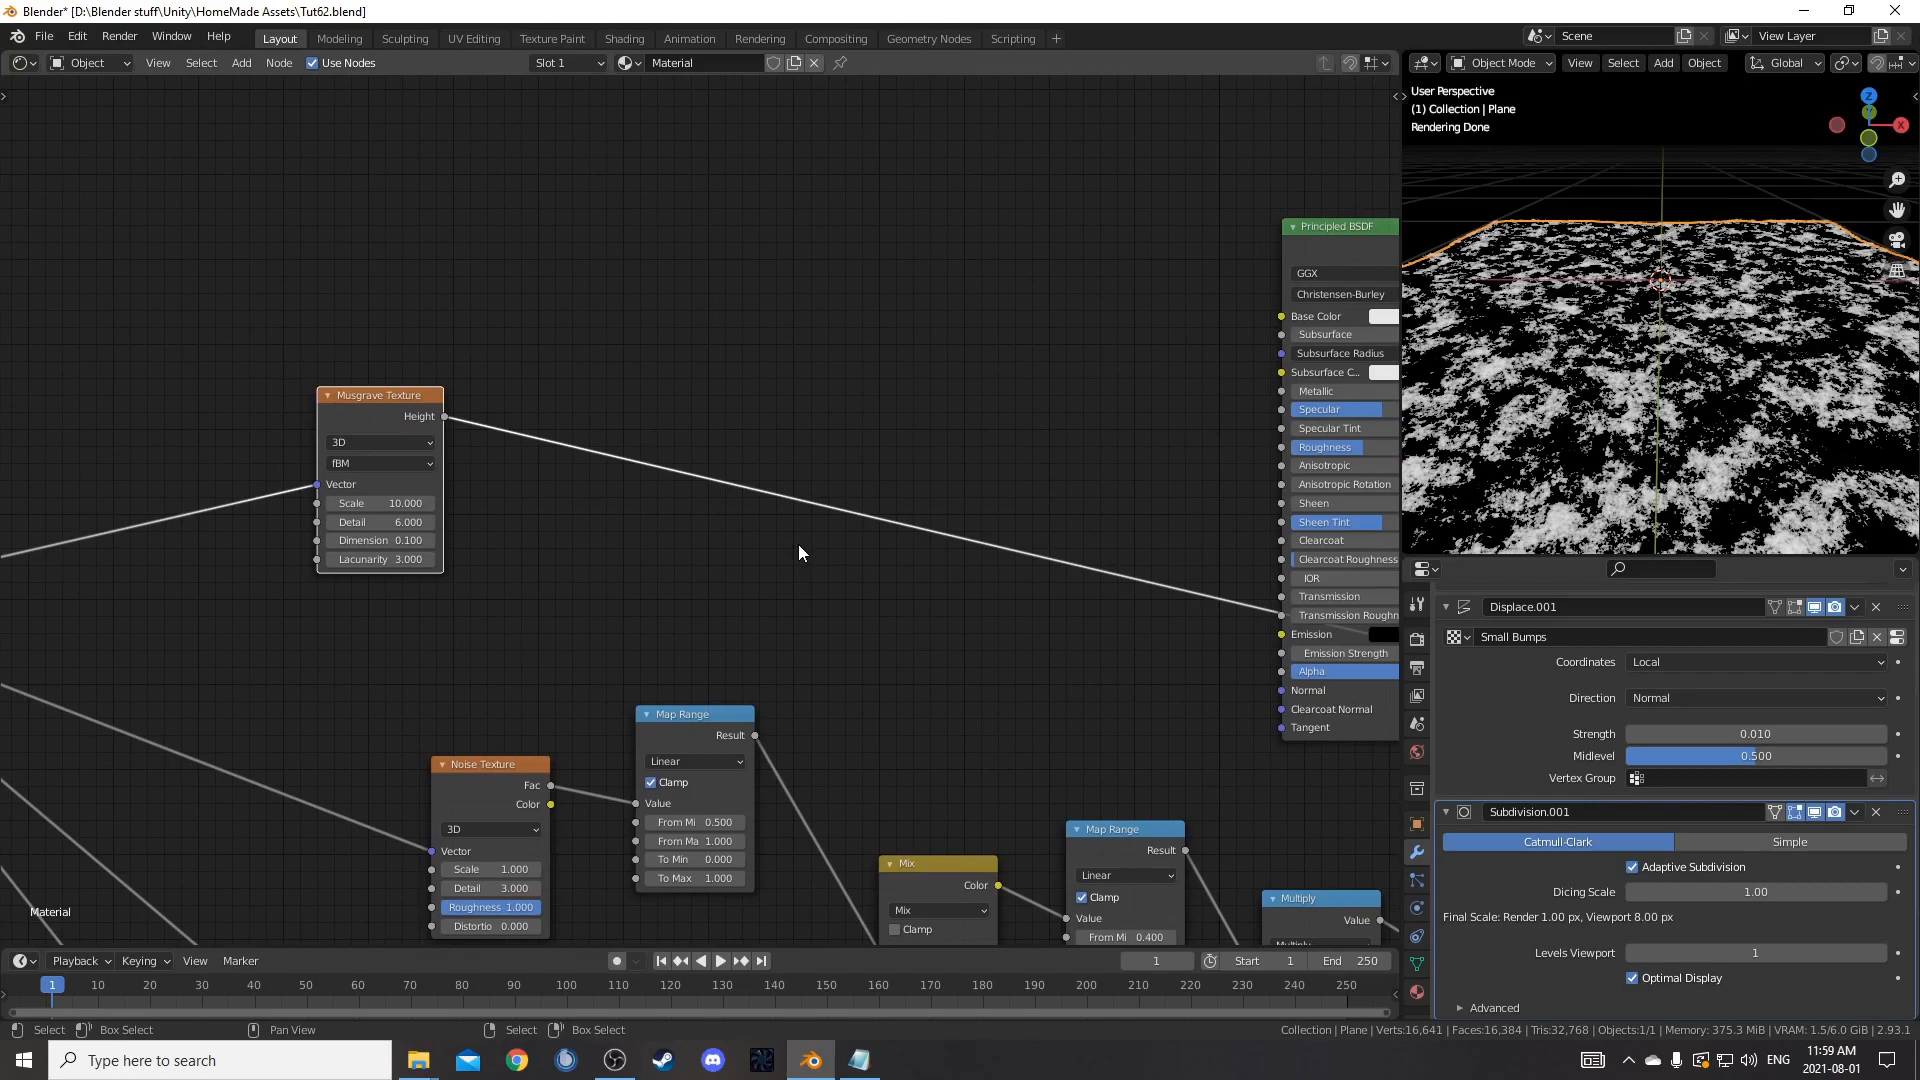 Blender* [D:\Blender stuff\Unity\HomeMade Assets\Tut62.blend]
File Edit Render Window Help
Layout Modeling Sculpting UV Editing Texture Paint Shading Animation Rendering Compositing Geometry Nodes Scripting +
Scene
View Layer
Object View Select Add Node Use Nodes Slot 1 Material
Object Mode View Select Add Object Global
User Perspective
(1) Collection | Plane
Rendering Done
Z
Y
X
Principled BSDF
GGX
Christensen-Burley
Base Color
Subsurface
Subsurface Radius
Subsurface C...
Metallic
Specular
Specular Tint
Roughness
Anisotropic
Anisotropic Rotation
Sheen
Sheen Tint
Clearcoat
Clearcoat Roughness
IOR
Transmission
Transmission Roughn
Emission
Emission Strength
Alpha
Normal
Clearcoat Normal
Tangent
Musgrave Texture
Height
3D
fBM
Vector
Scale 10.000
Detail 6.000
Dimension 0.100
Lacunarity 3.000
Map Range
Result
Linear
Clamp
Value
From Mi 0.500
From Ma 1.000
To Min 0.000
To Max 1.000
Noise Texture
Fac
Color
3D
Vector
Scale 1.000
Detail 3.000
Roughness 1.000
Distortio 0.000
Mix
Color
Mix
Clamp
Map Range
Result
Linear
Clamp
Value
From Mi 0.400
Multiply
Value
Multiply
Material
Displace.001
Small Bumps
Coordinates Local
Direction Normal
Strength 0.010
Midlevel 0.500
Vertex Group
Subdivision.001
Catmull-Clark Simple
Adaptive Subdivision
Dicing Scale 1.00
Final Scale: Render 1.00 px, Viewport 8.00 px
Levels Viewport 1
Optimal Display
Advanced
Playback Keying View Marker
1 Start 1 End 250
1 10 20 30 40 50 60 70 80 90 100 110 120 130 140 150 160 170 180 190 200 210 220 230 240 250
Select Box Select Pan View Select Box Select
Collection | Plane | Verts:16,641 | Faces:16,384 | Tris:32,768 | Objects:1/1 | Memory: 375.3 MiB | VRAM: 1.5/6.0 GiB | 2.93.1
Type here to search
ENG
11:59 AM
2021-08-01